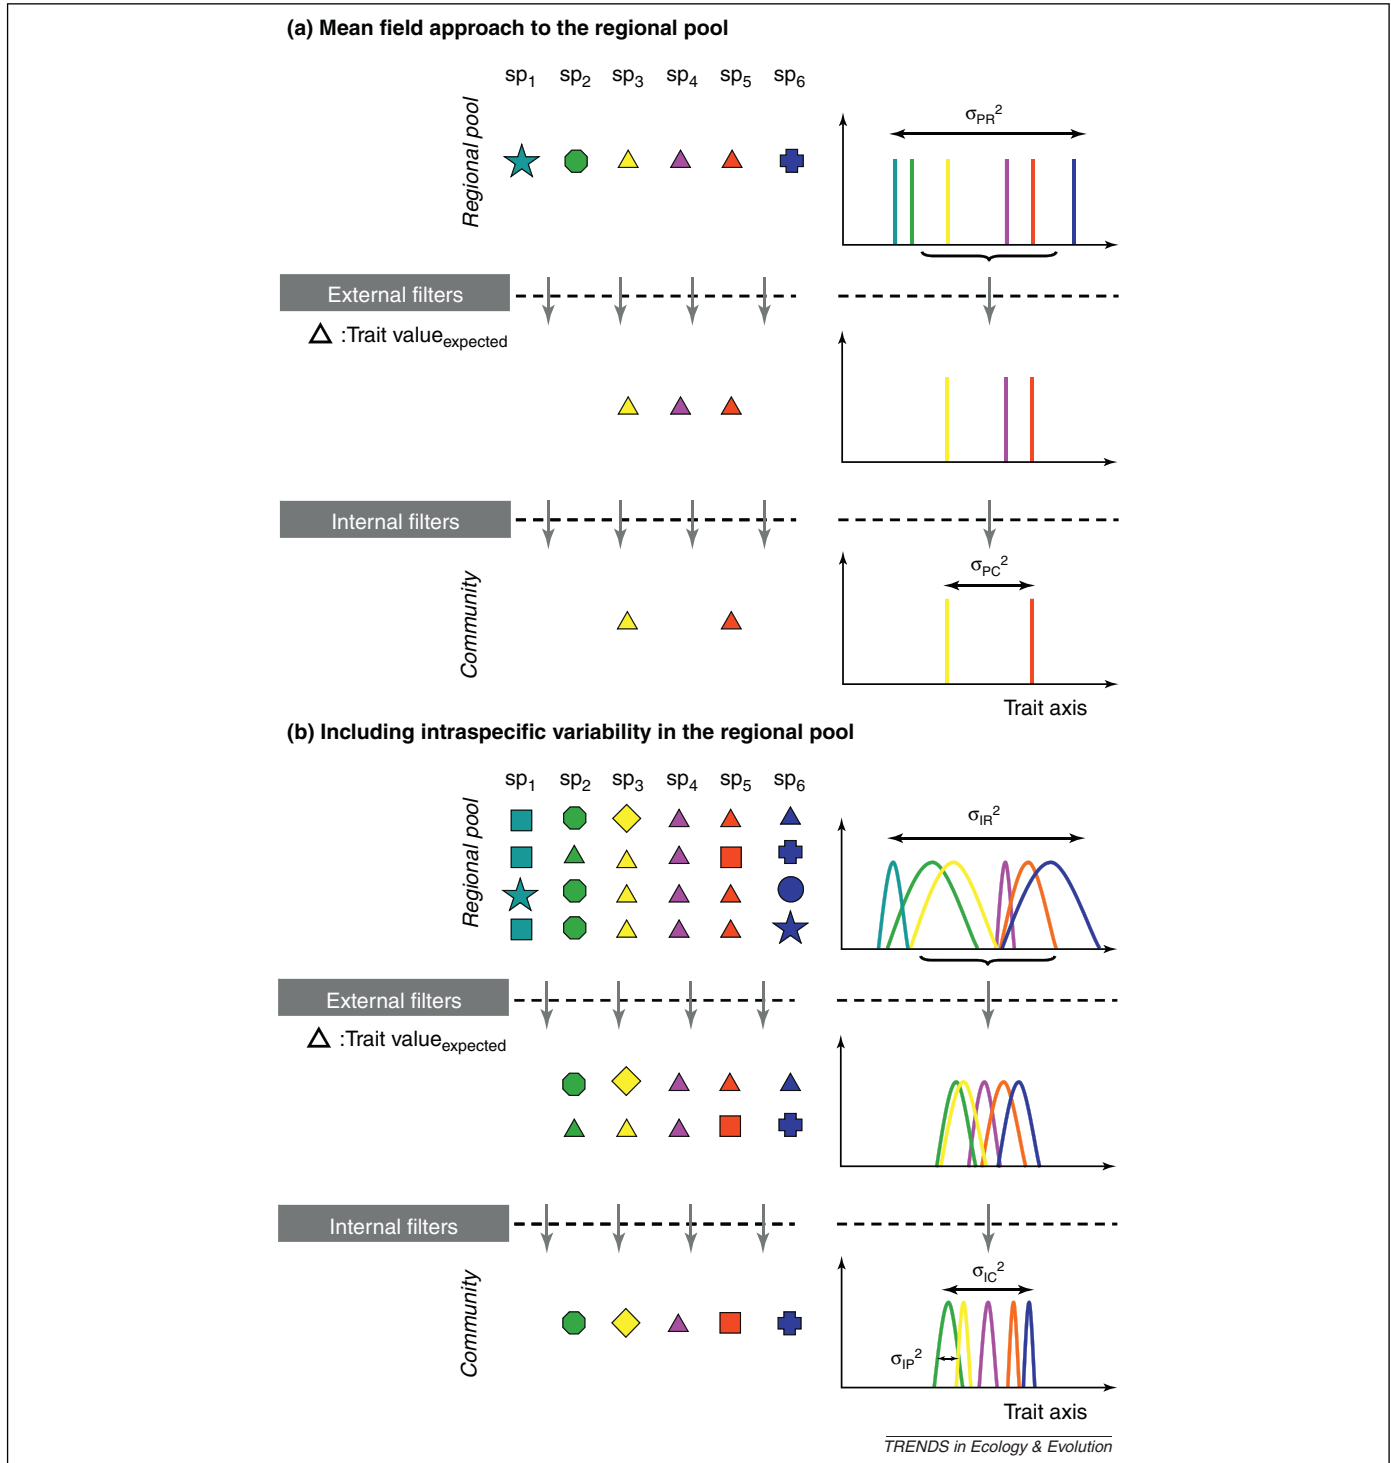 (a) Mean field approach to the regional pool
sp1 sp2 sp3 sp4 sp5 sp6
Regional pool
σPR2
External filters
:Trait valueexpected
Internal filters
Community
σPC2
Trait axis
(b) Including intraspecific variability in the regional pool
sp1 sp2 sp3 sp4 sp5 sp6
Regional pool
σIR2
External filters
:Trait valueexpected
Internal filters
Community
σIC2
σIP2
Trait axis
TRENDS in Ecology & Evolution